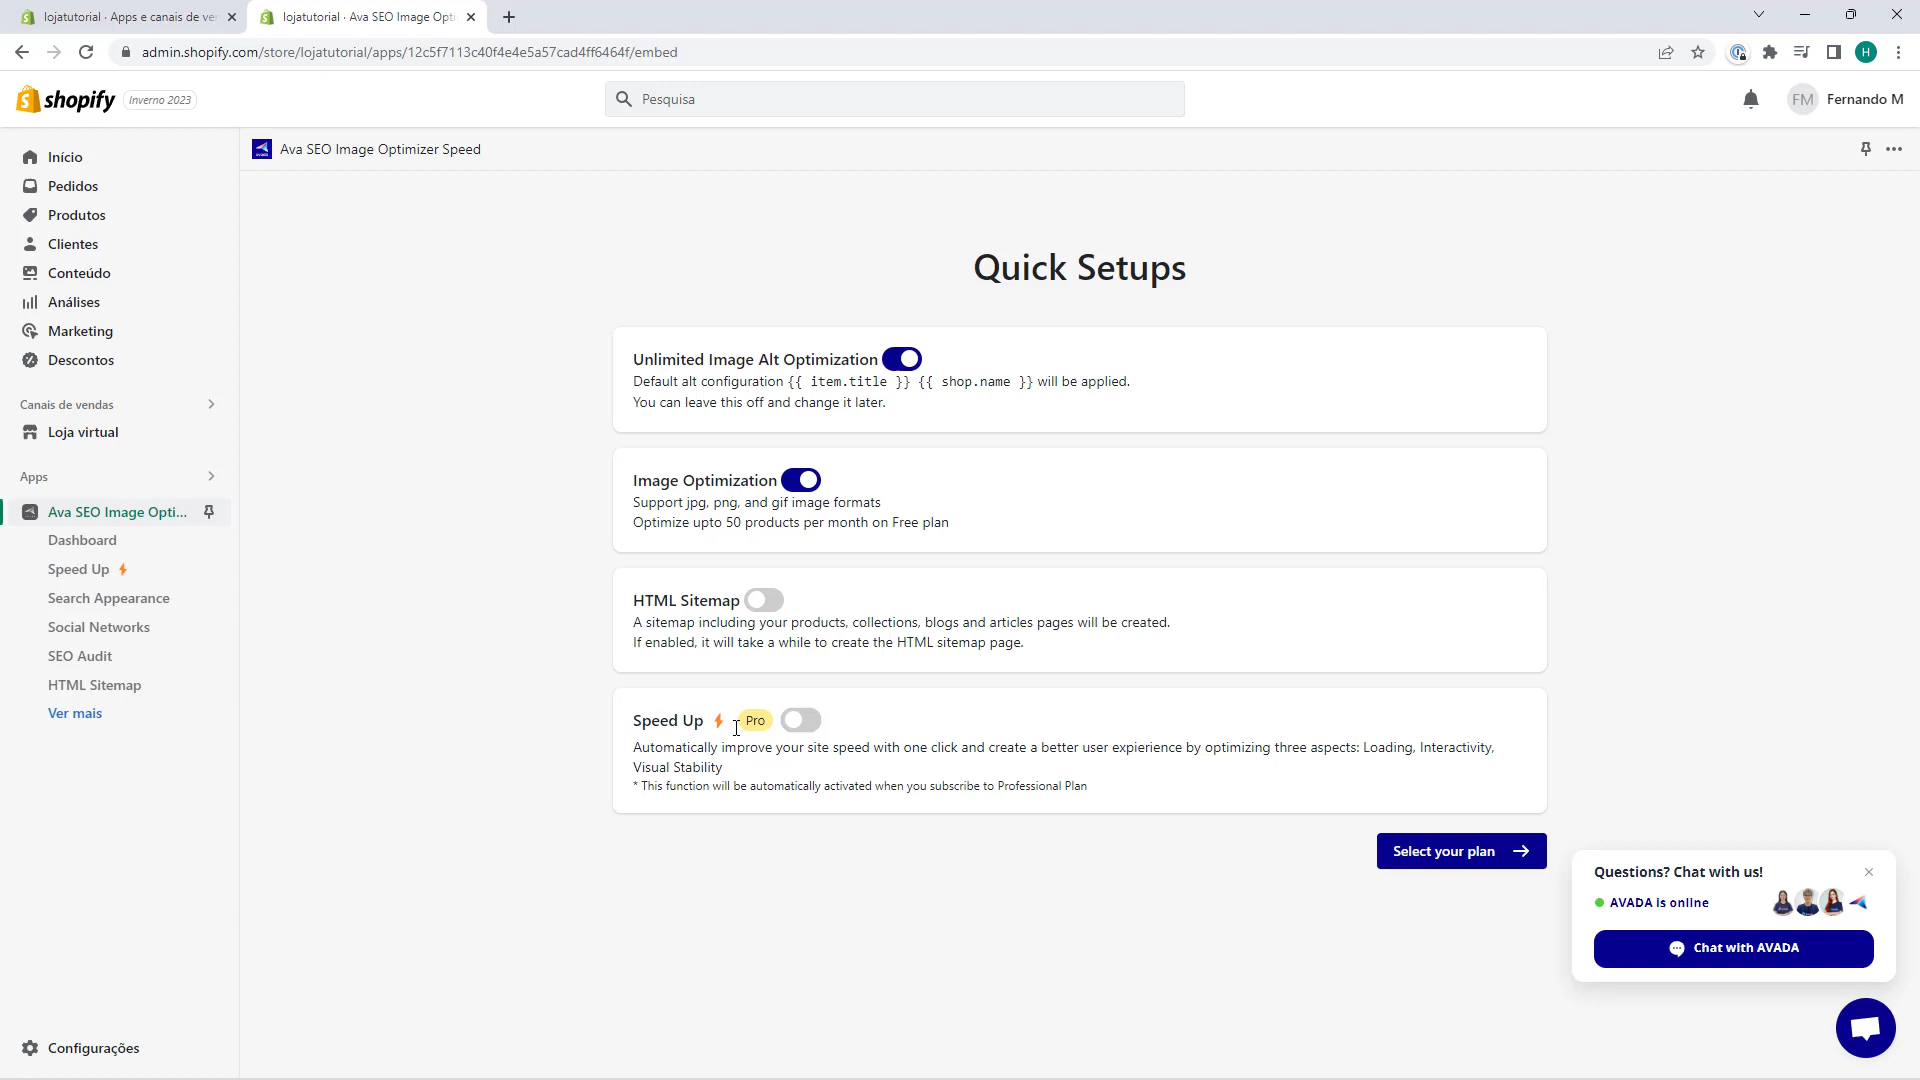 lojatutorial · Apps e canais de ve
lojatutorial · Ava SEO Image Opti
admin.shopify.com/store/lojatutorial/apps/12c5f7113c40f4e4e5a57cad4ff6464f/embed
H
shopify
Inverno 2023
Pesquisa
FM
Fernando M
Início
Pedidos
Produtos
Clientes
Conteúdo
Análises
Marketing
Descontos
Canais de vendas
Loja virtual
Apps
Ava SEO Image Opti...
Dashboard
Speed Up
Search Appearance
Social Networks
SEO Audit
HTML Sitemap
Ver mais
Configurações
AVADA
Ava SEO Image Optimizer Speed
Quick Setups
Unlimited Image Alt Optimization
Default alt configuration {{ item.title }} {{ shop.name }} will be applied.
You can leave this off and change it later.
Image Optimization
Support jpg, png, and gif image formats
Optimize upto 50 products per month on Free plan
HTML Sitemap
A sitemap including your products, collections, blogs and articles pages will be created.
If enabled, it will take a while to create the HTML sitemap page.
Speed Up Pro
Automatically improve your site speed with one click and create a better user expierience by optimizing three aspects: Loading, Interactivity,
Visual Stability
* This function will be automatically activated when you subscribe to Professional Plan
Select your plan
Questions? Chat with us!
AVADA is online
Chat with AVADA